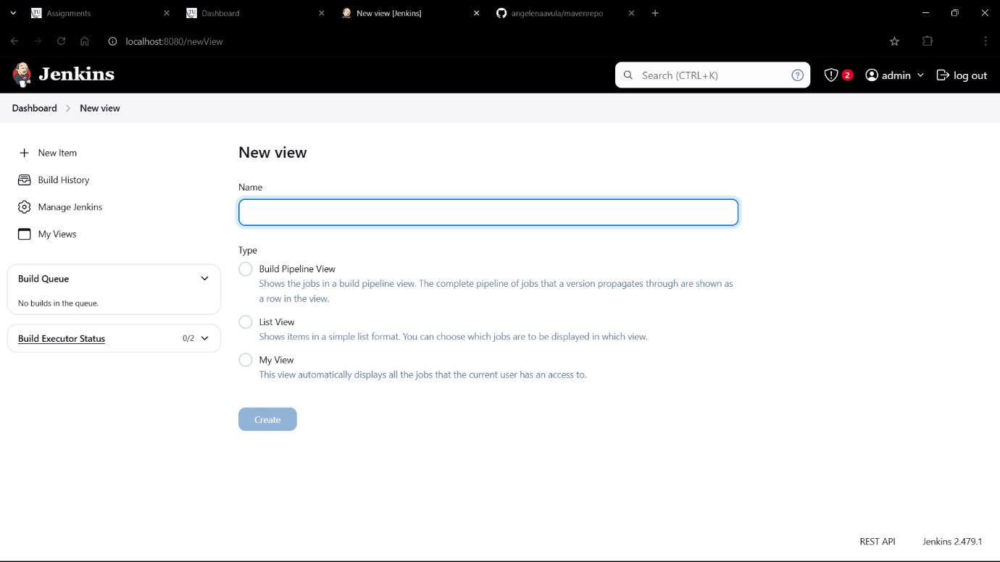 Assignments
Dashboard
New view [Jenkins]
angelenaavula/mavenrepo
localhost:8080/newView
Jenkins
Search (CTRL+K)
?
2
admin
log out
Dashboard
New view
New Item
Build History
Manage Jenkins
My Views
Build Queue
No builds in the queue.
Build Executor Status
0/2
New view
Name
Type
Build Pipeline View
Shows the jobs in a build pipeline view. The complete pipeline of jobs that a version propagates through are shown as
a row in the view.
List View
Shows items in a simple list format. You can choose which jobs are to be displayed in which view.
My View
This view automatically displays all the jobs that the current user has an access to.
Create
REST API
Jenkins 2.479.1